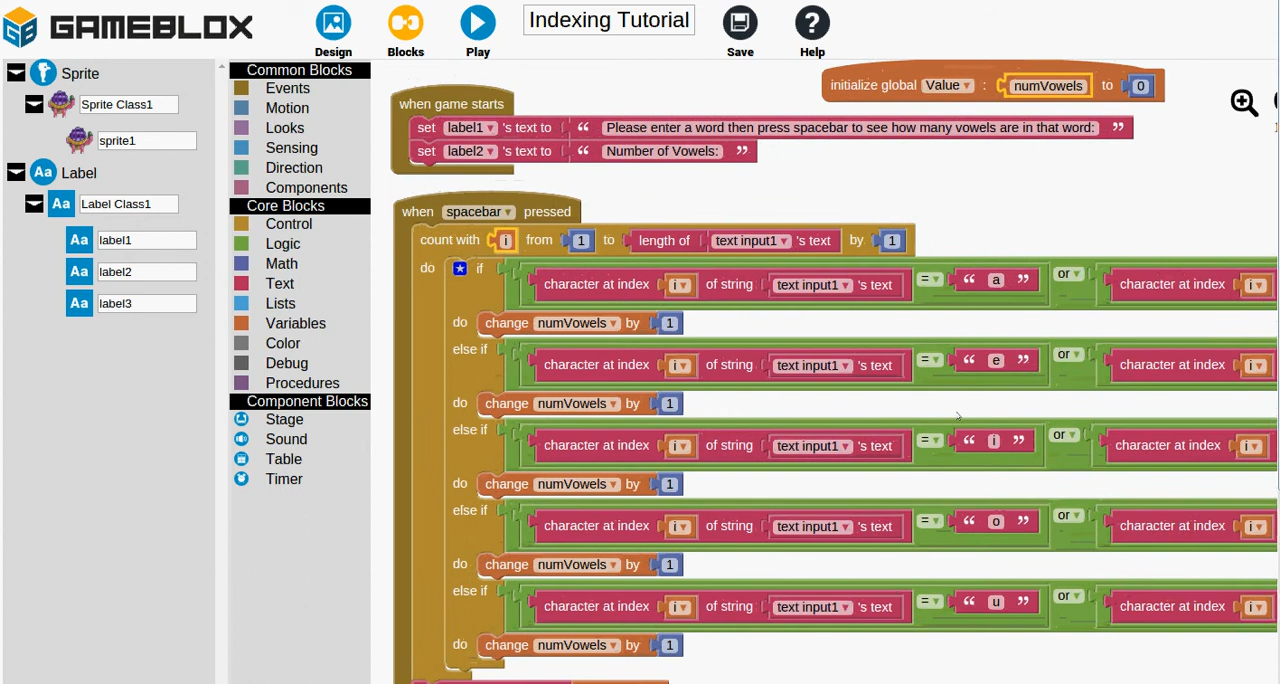 GAMEBLOX
Design
Blocks
Play
Indexing Tutorial
Save
Help
Sprite
Sprite Class1
sprite1
Label
Label Class1
Aa label1
Aa label2
Aa label3
Common Blocks
Events
Motion
Looks
Sensing
Direction
Components
Core Blocks
Control
Logic
Math
Text
Lists
Variables
Color
Debug
Procedures
Component Blocks
Stage
Sound
Table
Timer
initialize global Value : numVowels to 0
when game starts
set label1 's text to “ Please enter a word then press spacebar to see how many vowels are in that word: ”
set label2 's text to “ Number of Vowels: ”
when spacebar pressed
count with i from 1 to length of text input1 's text by 1
do if character at index i of string text input1 's text = “ a ” or character at index i
do change numVowels by 1
else if character at index i of string text input1 's text = “ e ” or character at index i
do change numVowels by 1
else if character at index i of string text input1 's text = “ i ” or character at index i
do change numVowels by 1
else if character at index i of string text input1 's text = “ o ” or character at index i
do change numVowels by 1
else if character at index i of string text input1 's text = “ u ” or character at index i
do change numVowels by 1